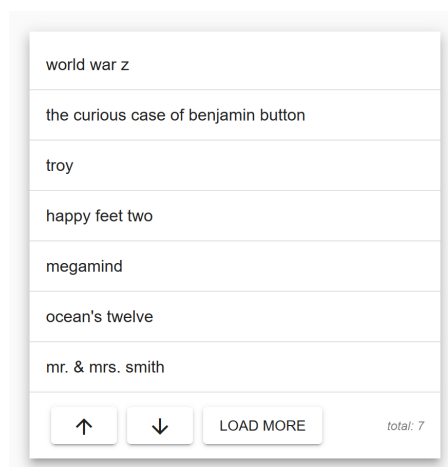 world war z
the curious case of benjamin button
troy
happy feet two
megamind
ocean's twelve
mr. & mrs. smith
LOAD MORE total: 7